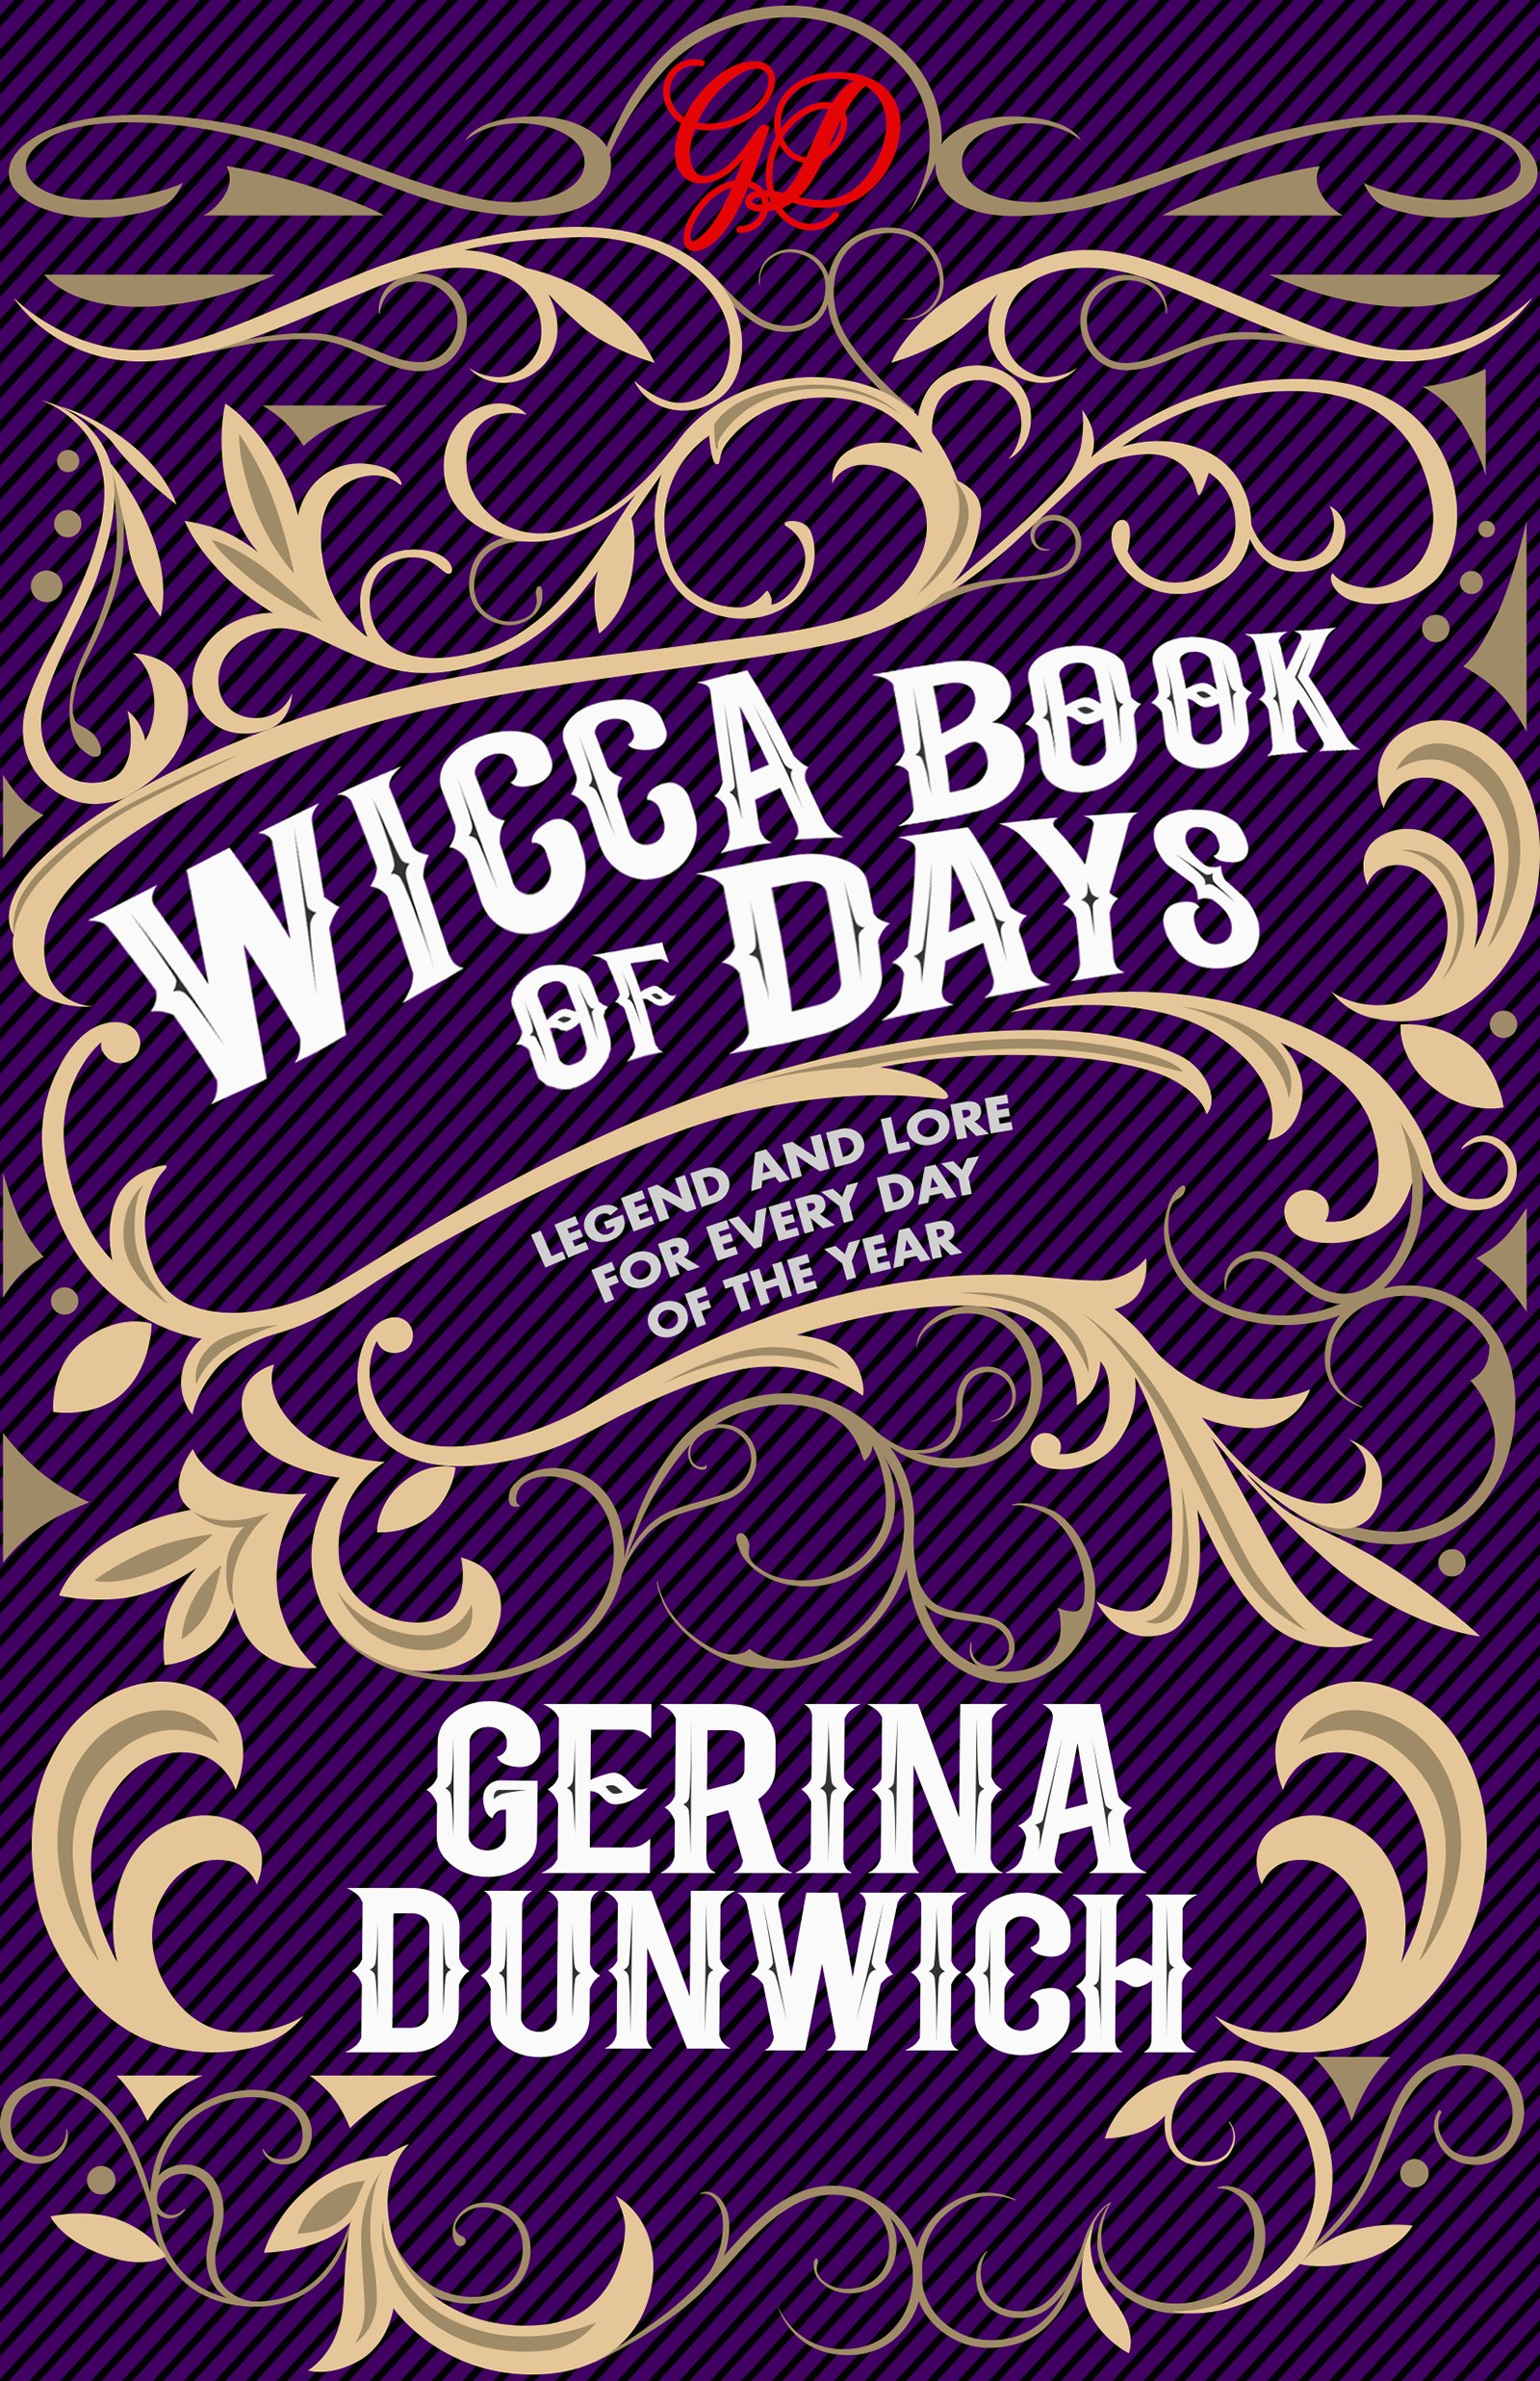 GD
WICCA BOOK
OF DAYS
LEGEND AND LORE
FOR EVERY DAY
OF THE YEAR
GERINA
DUNWICH